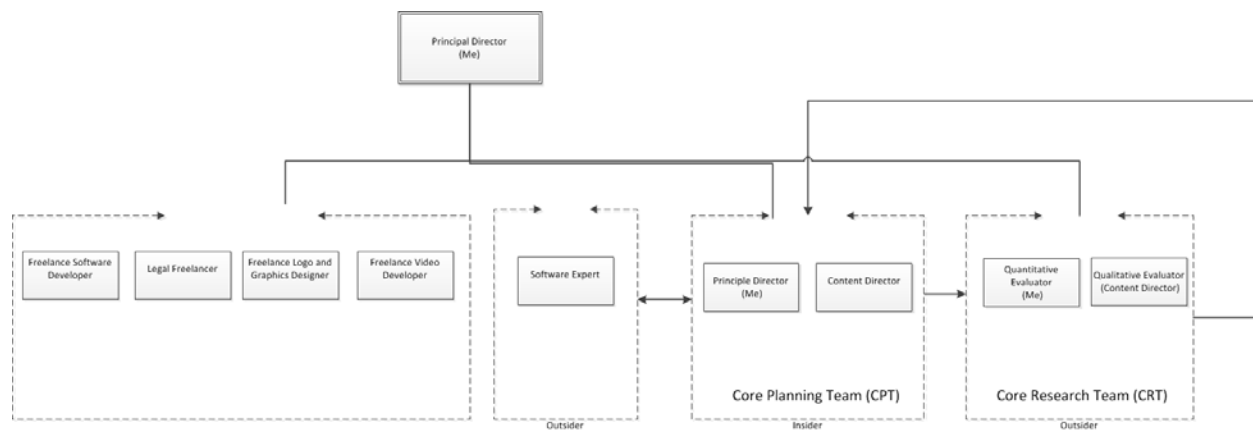 Principal Director
(Me)
Freelance Software
Developer
Legal Freelancer
Freelance Logo and
Graphics Designer
Freelance Video
Developer
Software Expert
Principle Director
(Me)
Content Director
Quantitative
Evaluator
(Me)
Qualitative Evaluator
(Content Director)
Core Planning Team (CPT)
Core Research Team (CRT)
Outsider
Insider
Outsider